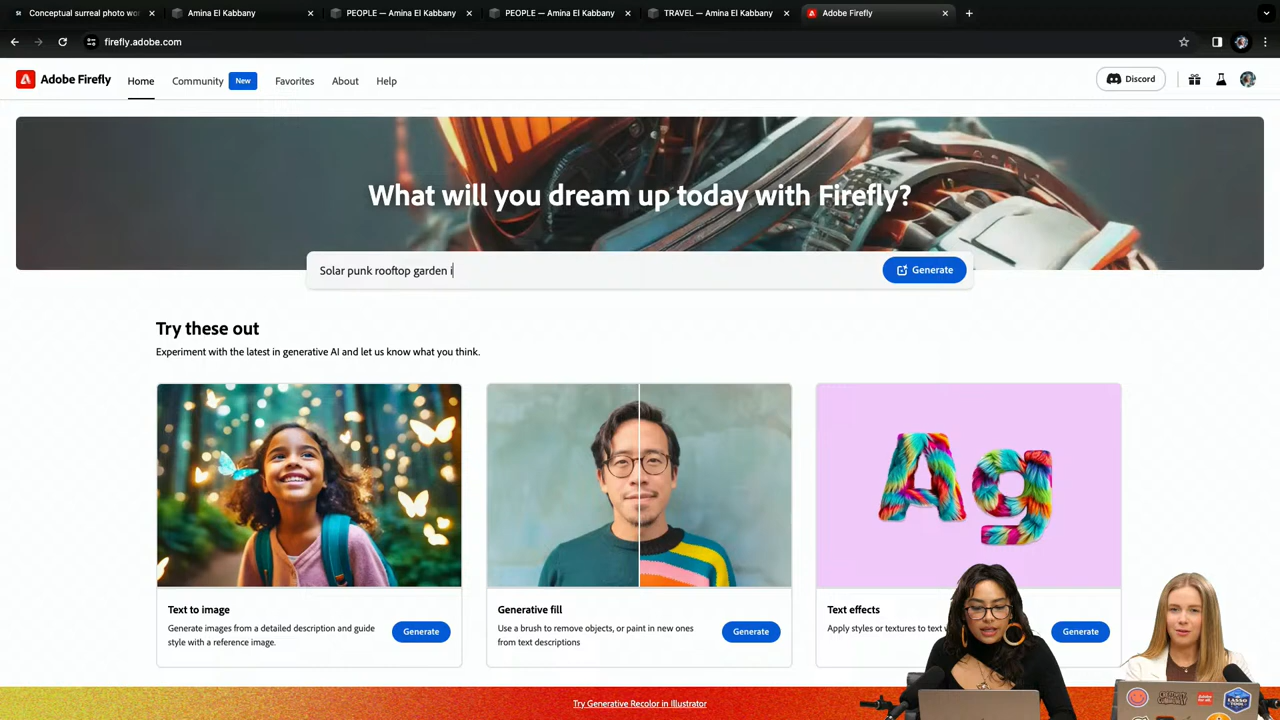 Conceptual surreal photo wo
Amina El Kabbany
PEOPLE — Amina El Kabbany
PEOPLE — Amina El Kabbany
TRAVEL — Amina El Kabbany
Adobe Firefly
firefly.adobe.com
Adobe Firefly
Home
Community
New
Favorites
About
Help
Discord
What will you dream up today with Firefly?
Solar punk rooftop garden i
Generate
Try these out
Experiment with the latest in generative AI and let us know what you think.
Ag
Text to image
Generate images from a detailed description and guide
style with a reference image.
Generate
Generative fill
Use a brush to remove objects, or paint in new ones
from text descriptions
Generate
Text effects
Apply styles or textures to text
Generate
Try Generative Recolor in Illustrator